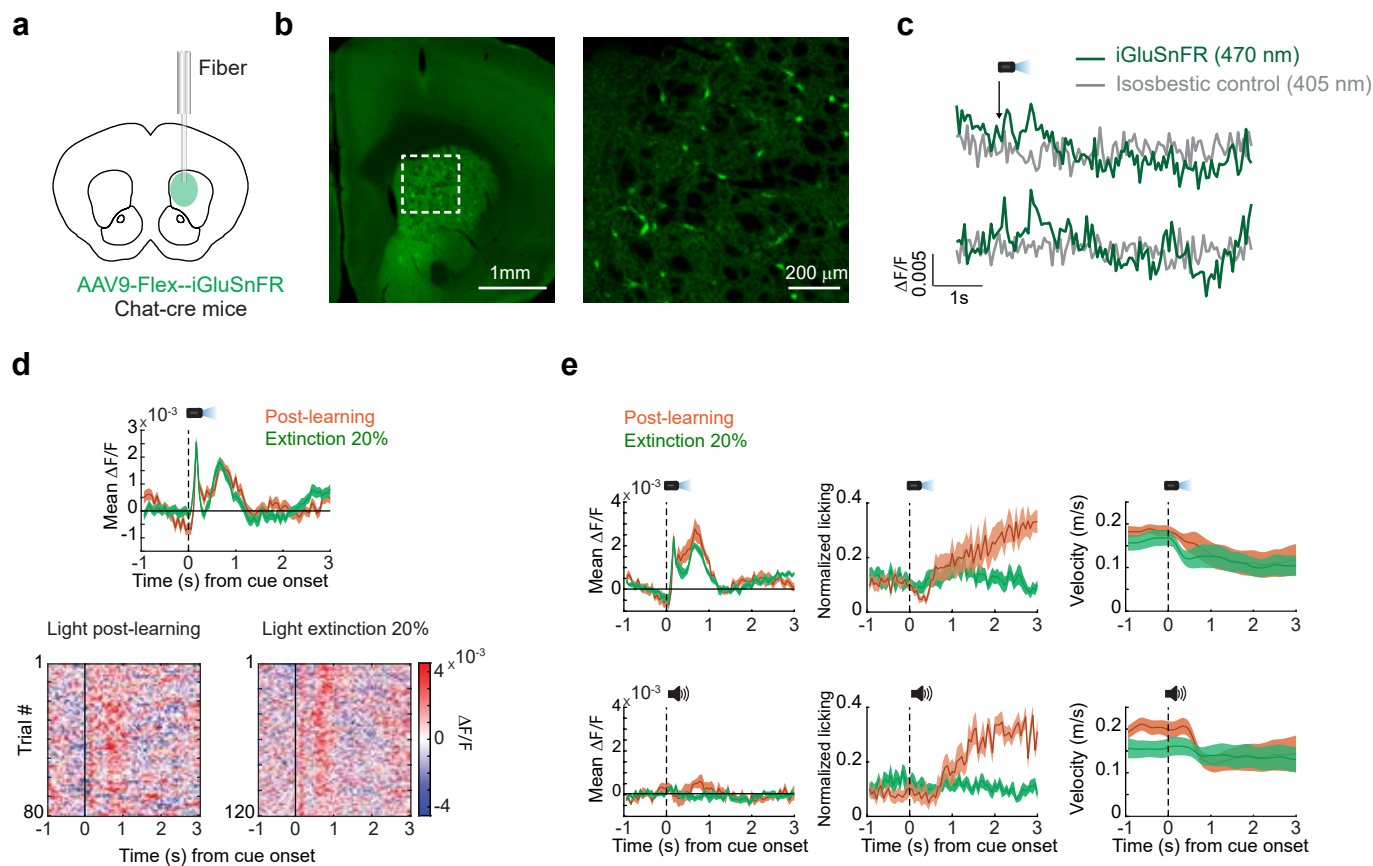 a
Fiber
AAV9-Flex--iGluSnFR
Chat-cre mice
b
1mm
200 μm
c
iGluSnFR (470 nm)
Isosbestic control (405 nm)
ΔF/F
0.005
1s
d
Post-learning
Extinction 20%
×10⁻³
Mean ΔF/F
3
2
1
0
-1
-1 0 1 2 3
Time (s) from cue onset
Light post-learning
Light extinction 20%
Trial #
1
80
1
120
-1 0 1 2 3
-1 0 1 2 3
Time (s) from cue onset
4 ×10⁻³
0
-4
ΔF/F
e
Post-learning
Extinction 20%
×10⁻³
Mean ΔF/F
4
2
0
-1 0 1 2 3
Normalized licking
0.4
0.2
0
-1 0 1 2 3
Velocity (m/s)
0.2
0.1
0
-1 0 1 2 3
×10⁻³
Mean ΔF/F
4
2
0
-1 0 1 2 3
Time (s) from cue onset
Normalized licking
0.4
0.2
0
-1 0 1 2 3
Time (s) from cue onset
Velocity (m/s)
0.2
0.1
0
-1 0 1 2 3
Time (s) from cue onset